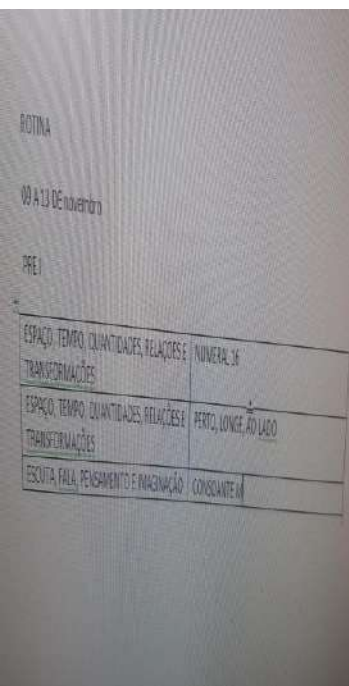 ROTINA
09 A 13 DE novembro
PRE I
ESPAÇO, TEMPO, QUANTIDADES, RELAÇOES E
TRANSFORMAÇÕES
NUMERAL 16
ESPAÇO, TEMPO, QUANTIDADES, RELAÇÕES E
TRANSFORMAÇÕES
PERTO, LONGE, AO LADO
ESCUTA, FALA, PENSAMENTO E IMAGINAÇÃO
CONSOANTE M